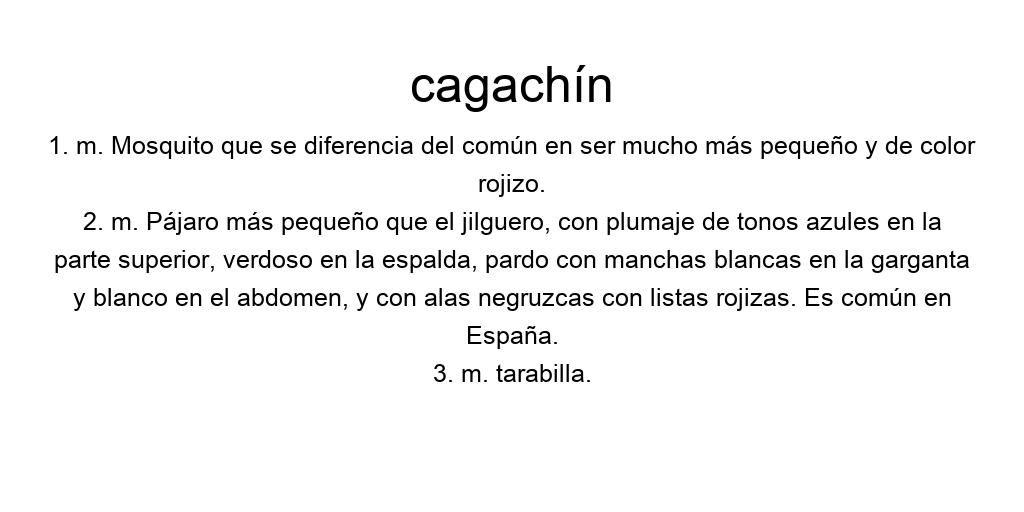 cagachín
1. m. Mosquito que se diferencia del común en ser mucho más pequeño y de color
rojizo.
2. m. Pájaro más pequeño que el jilguero, con plumaje de tonos azules en la
parte superior, verdoso en la espalda, pardo con manchas blancas en la garganta
y blanco en el abdomen, y con alas negruzcas con listas rojizas. Es común en
España.
3. m. tarabilla.